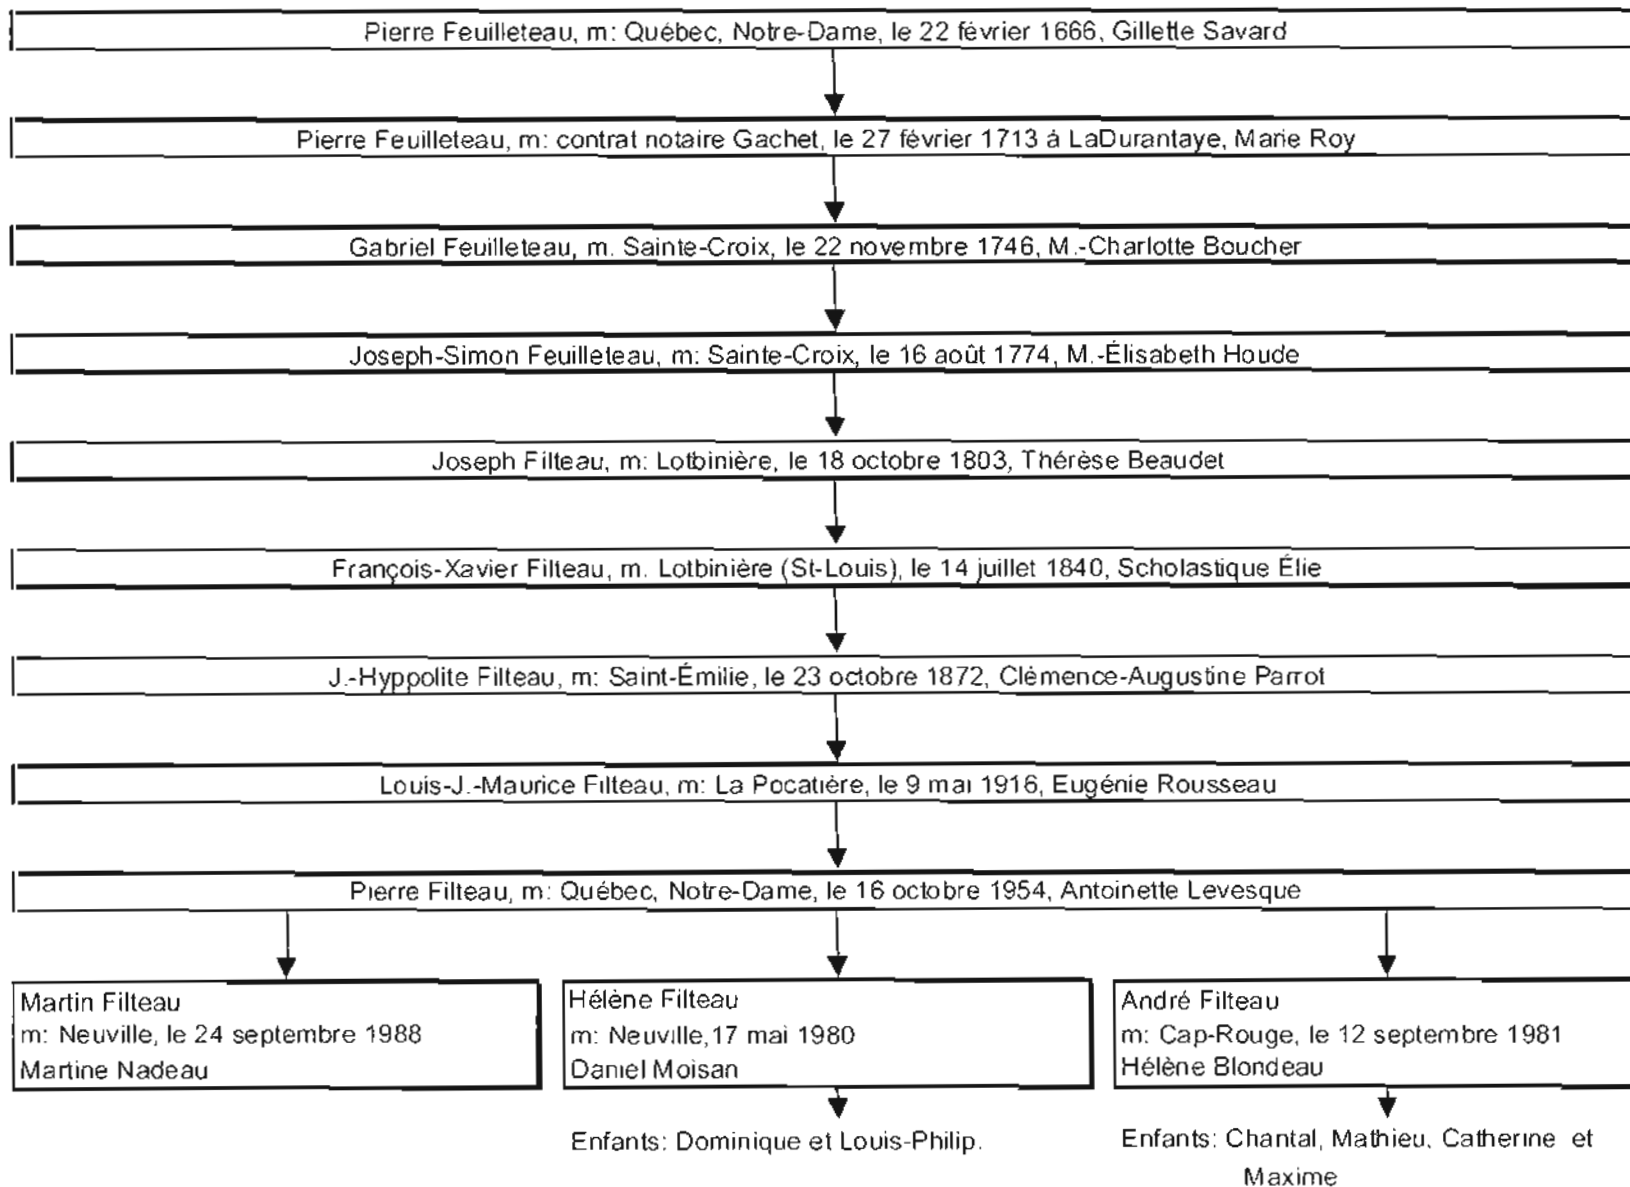 Pierre Feuilleteau, m: Québec, Notre-Dame, le 22 février 1666, Gillette Savard
Pierre Feuilleteau, m: contrat notaire Gachet, le 27 février 1713 à LaDurantaye, Marie Roy
Gabriel Feuilleteau, m. Sainte-Croix, le 22 novembre 1746, M.-Charlotte Boucher
Joseph-Simon Feuilleteau, m: Sainte-Croix, le 16 août 1774, M.-Élisabeth Houde
Joseph Filteau, m: Lotbinière, le 18 octobre 1803, Thérèse Beaudet
François-Xavier Filteau, m. Lotbinière (St-Louis), le 14 juillet 1840, Scholastique Élie
J.-Hyppolite Filteau, m: Saint-Émilie, le 23 octobre 1872, Clémence-Augustine Parrot
Louis-J.-Maurice Filteau, m: La Pocatière, le 9 mai 1916, Eugénie Rousseau
Pierre Filteau, m: Québec, Notre-Dame, le 16 octobre 1954, Antoinette Levesque
Martin Filteau
m: Neuville, le 24 septembre 1988
Martine Nadeau
Hélène Filteau
m: Neuville,17 mai 1980
Daniel Moisan
Enfants: Dominique et Louis-Philip.
André Filteau
m: Cap-Rouge, le 12 septembre 1981
Hélène Blondeau
Enfants: Chantal, Mathieu, Catherine et
Maxime